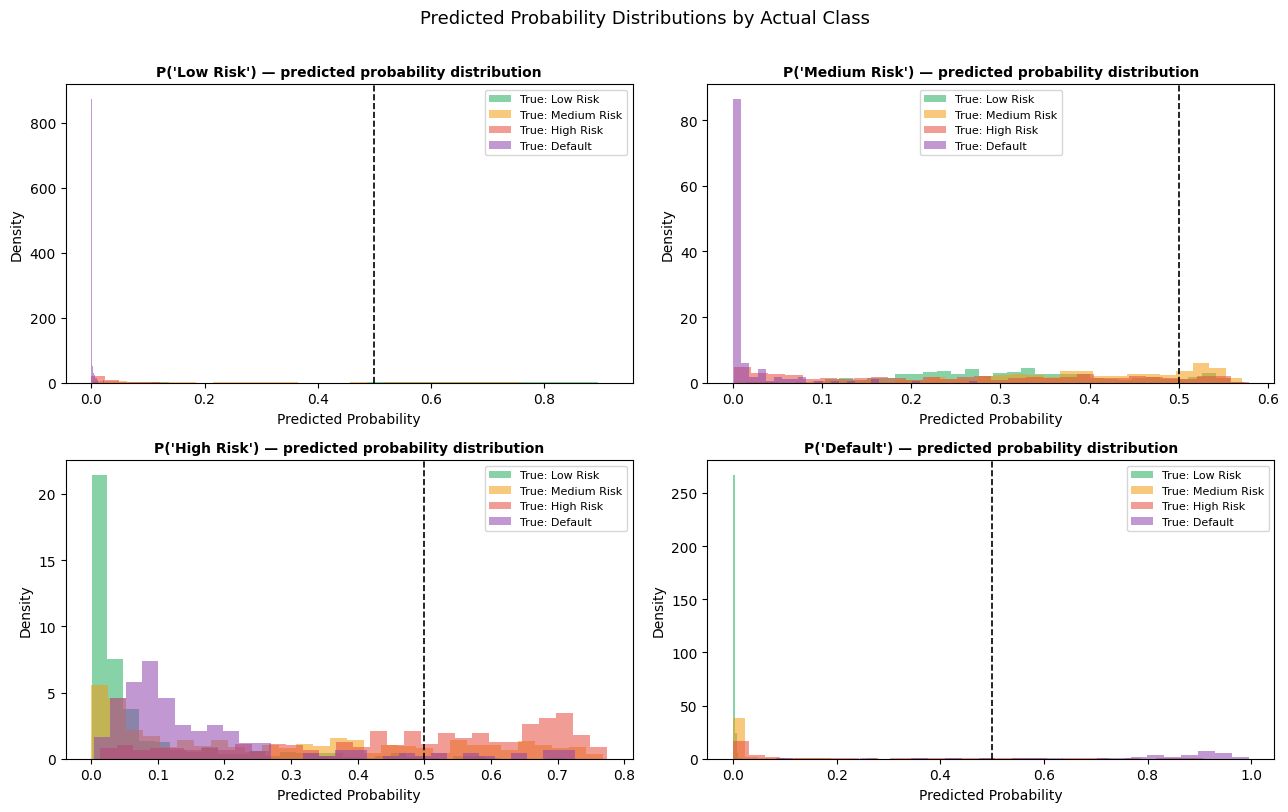 Predicted Probability Distributions by Actual Class
P('Low Risk') — predicted probability distribution
Density
800
600
400
200
0
0.0 0.2 0.4 0.6 0.8
Predicted Probability
True: Low Risk
True: Medium Risk
True: High Risk
True: Default
P('Medium Risk') — predicted probability distribution
Density
80
60
40
20
0
0.0 0.1 0.2 0.3 0.4 0.5 0.6
Predicted Probability
True: Low Risk
True: Medium Risk
True: High Risk
True: Default
P('High Risk') — predicted probability distribution
Density
20
15
10
5
0
0.0 0.1 0.2 0.3 0.4 0.5 0.6 0.7 0.8
Predicted Probability
True: Low Risk
True: Medium Risk
True: High Risk
True: Default
P('Default') — predicted probability distribution
Density
250
200
150
100
50
0
0.0 0.2 0.4 0.6 0.8 1.0
Predicted Probability
True: Low Risk
True: Medium Risk
True: High Risk
True: Default